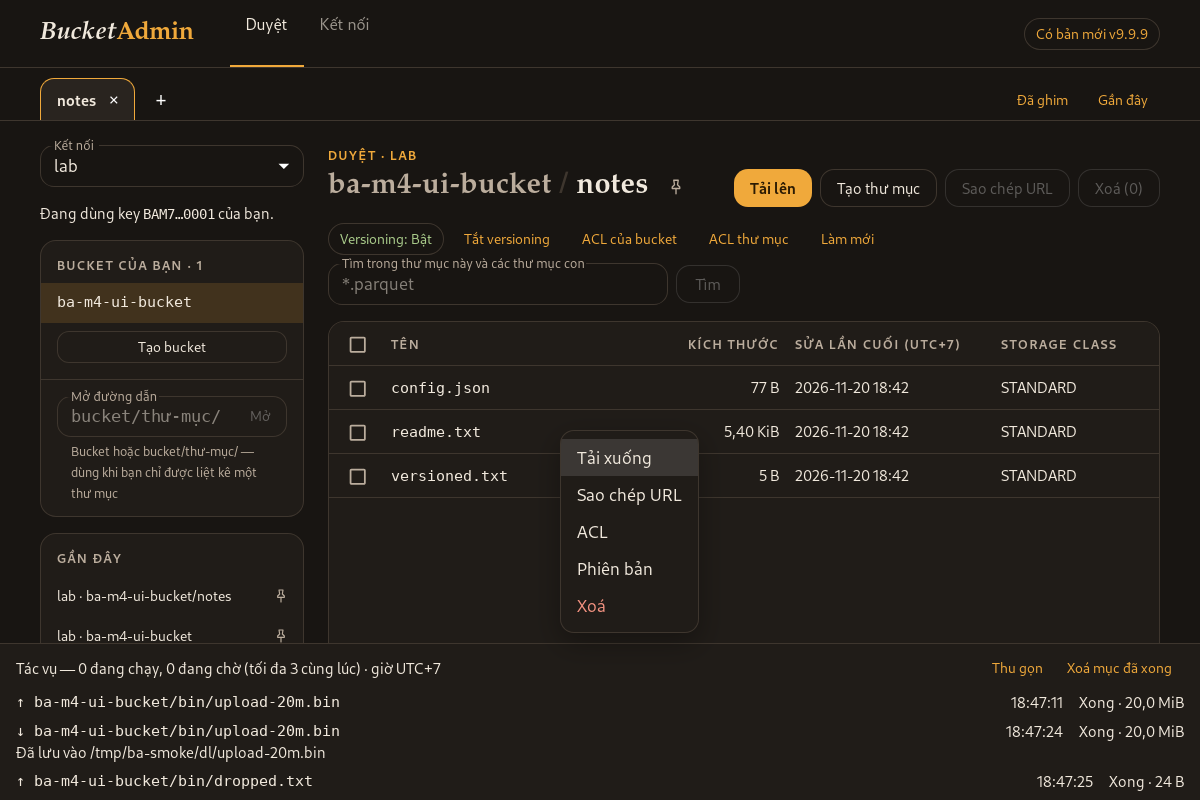 BucketAdmin
Duyệt
Kết nối
Có bản mới v9.9.9
notes ×
+
Đã ghim
Gần đây
Kết nối
lab
Đang dùng key BAM7…0001 của bạn.
BUCKET CỦA BẠN · 1
ba-m4-ui-bucket
Tạo bucket
Mở đường dẫn
bucket/thư-mục/
Mở
Bucket hoặc bucket/thư-mục/ —
dùng khi bạn chỉ được liệt kê một
thư mục
GẦN ĐÂY
lab · ba-m4-ui-bucket/notes
lab · ba-m4-ui-bucket
DUYỆT · LAB
ba-m4-ui-bucket / notes
Tải lên
Tạo thư mục
Sao chép URL
Xoá (0)
Versioning: Bật
Tắt versioning
ACL của bucket
ACL thư mục
Làm mới
Tìm trong thư mục này và các thư mục con
*.parquet
Tìm
TÊN KÍCH THƯỚC SỬA LẦN CUỐI (UTC+7) STORAGE CLASS
config.json 77 B 2026-11-20 18:42 STANDARD
readme.txt 5,40 KiB 2026-11-20 18:42 STANDARD
versioned.txt 5 B 2026-11-20 18:42 STANDARD
Tải xuống
Sao chép URL
ACL
Phiên bản
Xoá
Tác vụ — 0 đang chạy, 0 đang chờ (tối đa 3 cùng lúc) · giờ UTC+7
Thu gọn
Xoá mục đã xong
↑ ba-m4-ui-bucket/bin/upload-20m.bin 18:47:11 Xong · 20,0 MiB
↓ ba-m4-ui-bucket/bin/upload-20m.bin 18:47:24 Xong · 20,0 MiB
Đã lưu vào /tmp/ba-smoke/dl/upload-20m.bin
↑ ba-m4-ui-bucket/bin/dropped.txt 18:47:25 Xong · 24 B